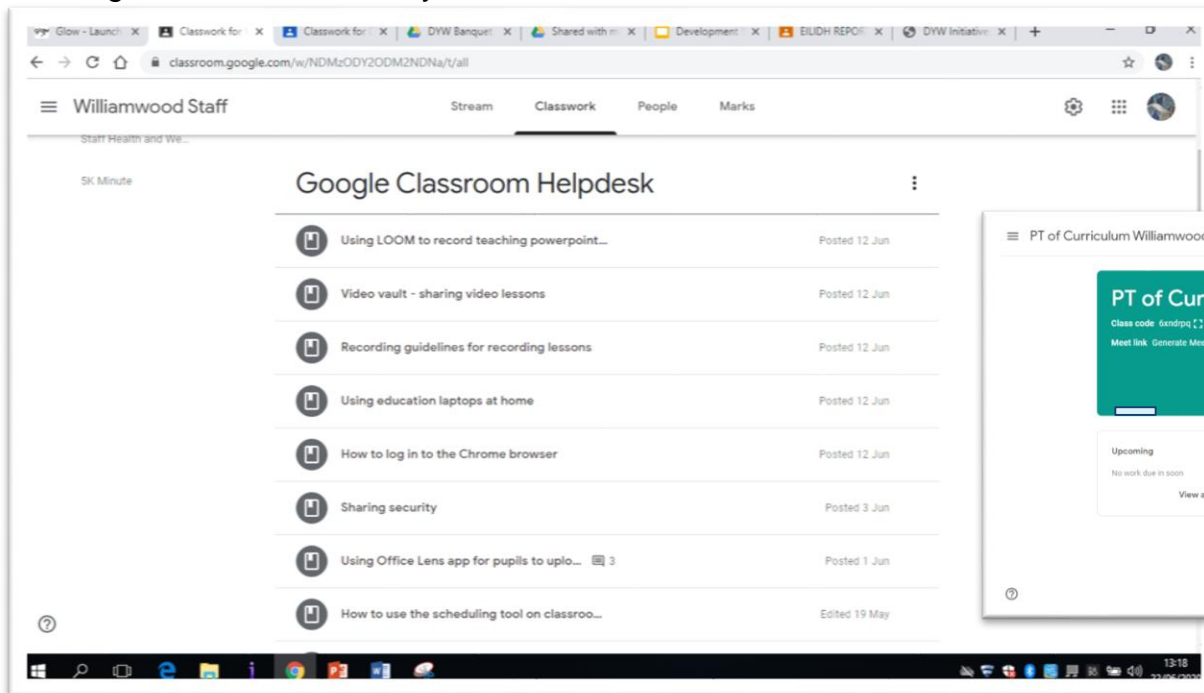 Glow - Launch
Classwork for
Classwork for
DYW Banquet
Shared with m
Development
EILIDH REPOR
DYW Initiative
classroom.google.com/w/NDMzODY2ODM2NDNa/t/all
Williamwood Staff
Stream
Classwork
People
Marks
Staff Health and We...
5K Minute
Google Classroom Helpdesk
Using LOOM to record teaching powerpoint...
Posted 12 Jun
Video vault - sharing video lessons
Posted 12 Jun
Recording guidelines for recording lessons
Posted 12 Jun
Using education laptops at home
Posted 12 Jun
How to log in to the Chrome browser
Posted 12 Jun
Sharing security
Posted 3 Jun
Using Office Lens app for pupils to uplo...
3
Posted 1 Jun
How to use the scheduling tool on classroo...
Edited 19 May
13:18
PT of Curriculum Williamwood
PT of Cur
Class code 6xndrpq
Meet link Generate Mee
Upcoming
No work due in soon
View a